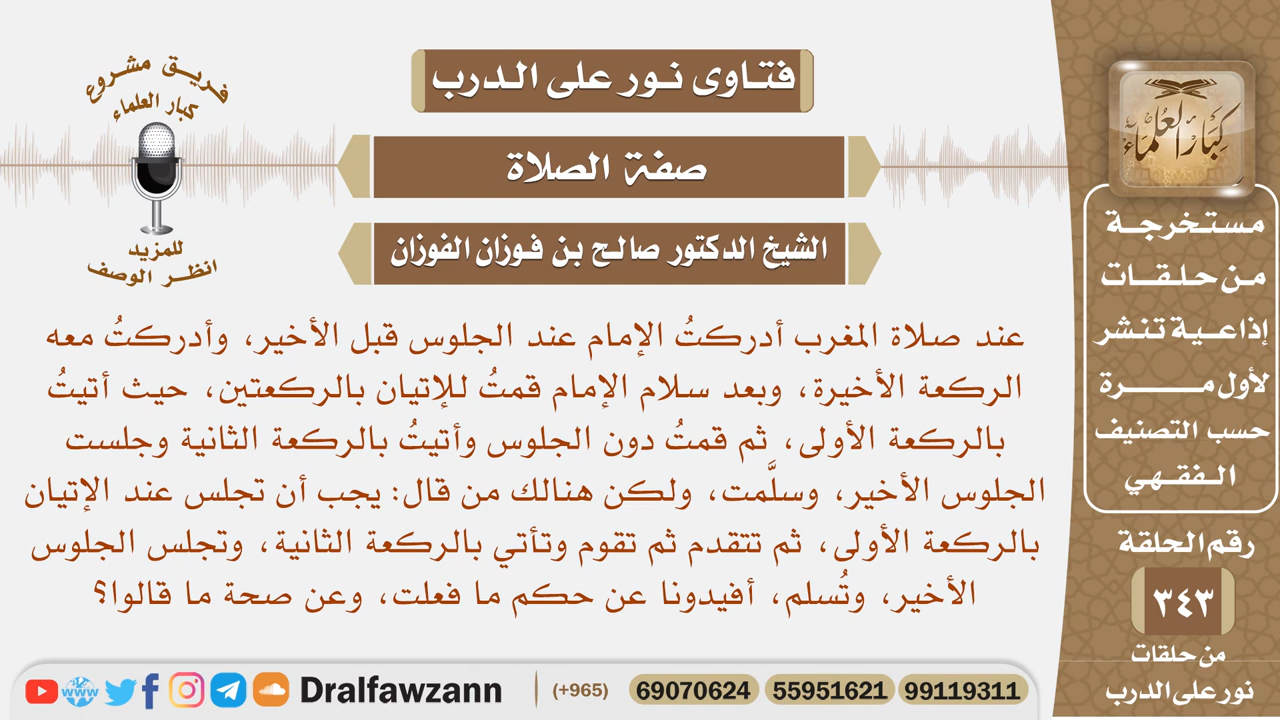 فتاوى نور على الدرب
صفة الصلاة
الشيخ الدكتور صالح بن فوزان الفوزان
فريق مشروع
كبار العلماء
للمزيد
انظر الوصف
عند صلاة المغرب أدركتُ الإمام عند الجلوس قبل الأخير، وأدركتُ معه
الركعة الأخيرة، وبعد سلام الإمام قمتُ للإتيان بالركعتين، حيث أتيتُ
بالركعة الأولى، ثم قمتُ دون الجلوس وأتيتُ بالركعة الثانية وجلست
الجلوس الأخير، وسلَّمت، ولكن هنالك من قال: يجب أن تجلس عند الإتيان
بالركعة الأولى، ثم تتقدم ثم تقوم وتأتي بالركعة الثانية، وتجلس الجلوس
الأخير، وتُسلم، أفيدونا عن حكم ما فعلت، وعن صحة ما قالوا؟
كبار العلماء
مستخرجة
من حلقات
إذاعية تنشر
لأول مرة
حسب التصنيف
الفقهي
رقم الحلقة
٣٤٣
من حلقات
نور على الدرب
www
Dralfawzann
(+965) 69070624 55951621 99119311